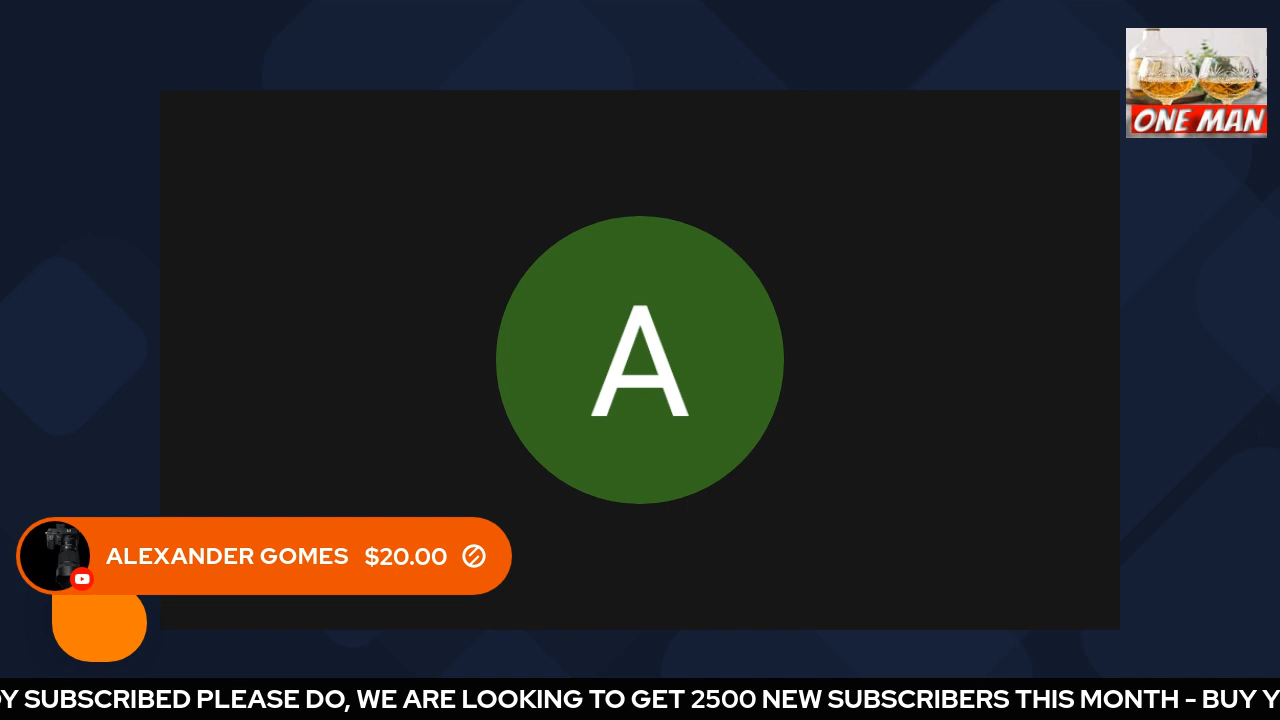 ONE MAN
A
ALEXANDER GOMES $20.00
SUBSCRIBED PLEASE DO, WE ARE LOOKING TO GET 2500 NEW SUBSCRIBERS THIS MONTH - BUY